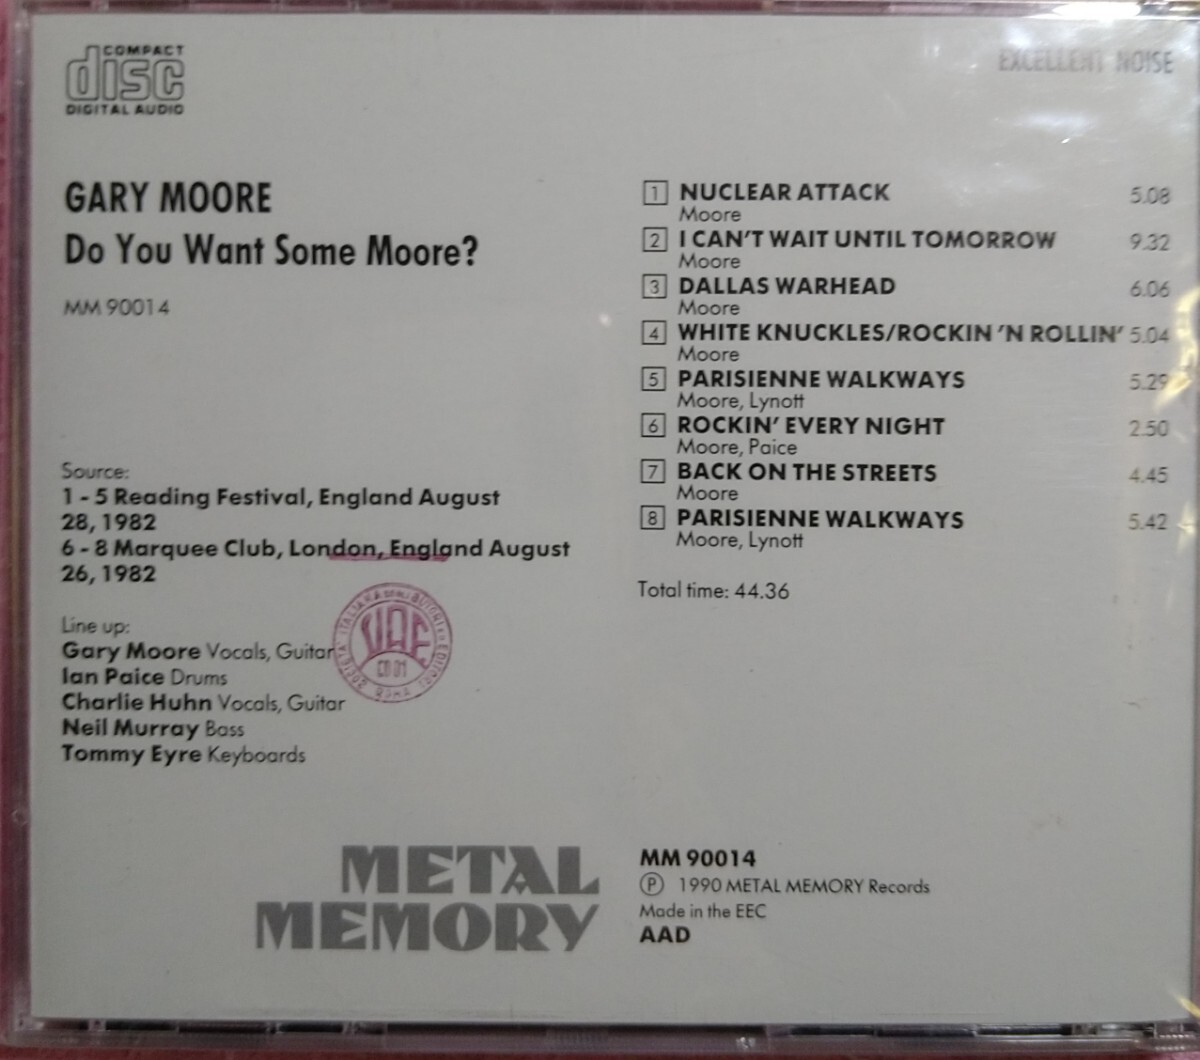 COMPACT
disc
DIGITAL AUDIO
EXCELLENT NOISE
GARY MOORE
Do You Want Some Moore?
MM 90014
Source:
1 - 5 Reading Festival, England August
28, 1982
6 - 8 Marquee Club, London, England August
26, 1982
Line up:
Gary Moore Vocals, Guitar
Ian Paice Drums
Charlie Huhn Vocals, Guitar
Neil Murray Bass
Tommy Eyre Keyboards
SOCIETA' ITALIANA EDITORI
ROMA
1 NUCLEAR ATTACK 5.08
Moore
2 I CAN'T WAIT UNTIL TOMORROW 9.32
Moore
3 DALLAS WARHEAD 6.06
Moore
4 WHITE KNUCKLES/ROCKIN 'N ROLLIN' 5.04
Moore
5 PARISIENNE WALKWAYS 5.29
Moore, Lynott
6 ROCKIN' EVERY NIGHT 2.50
Moore, Paice
7 BACK ON THE STREETS 4.45
Moore
8 PARISIENNE WALKWAYS 5.42
Moore, Lynott
Total time: 44.36
METAL
MEMORY
MM 90014
Ⓟ 1990 METAL MEMORY Records
Made in the EEC
AAD